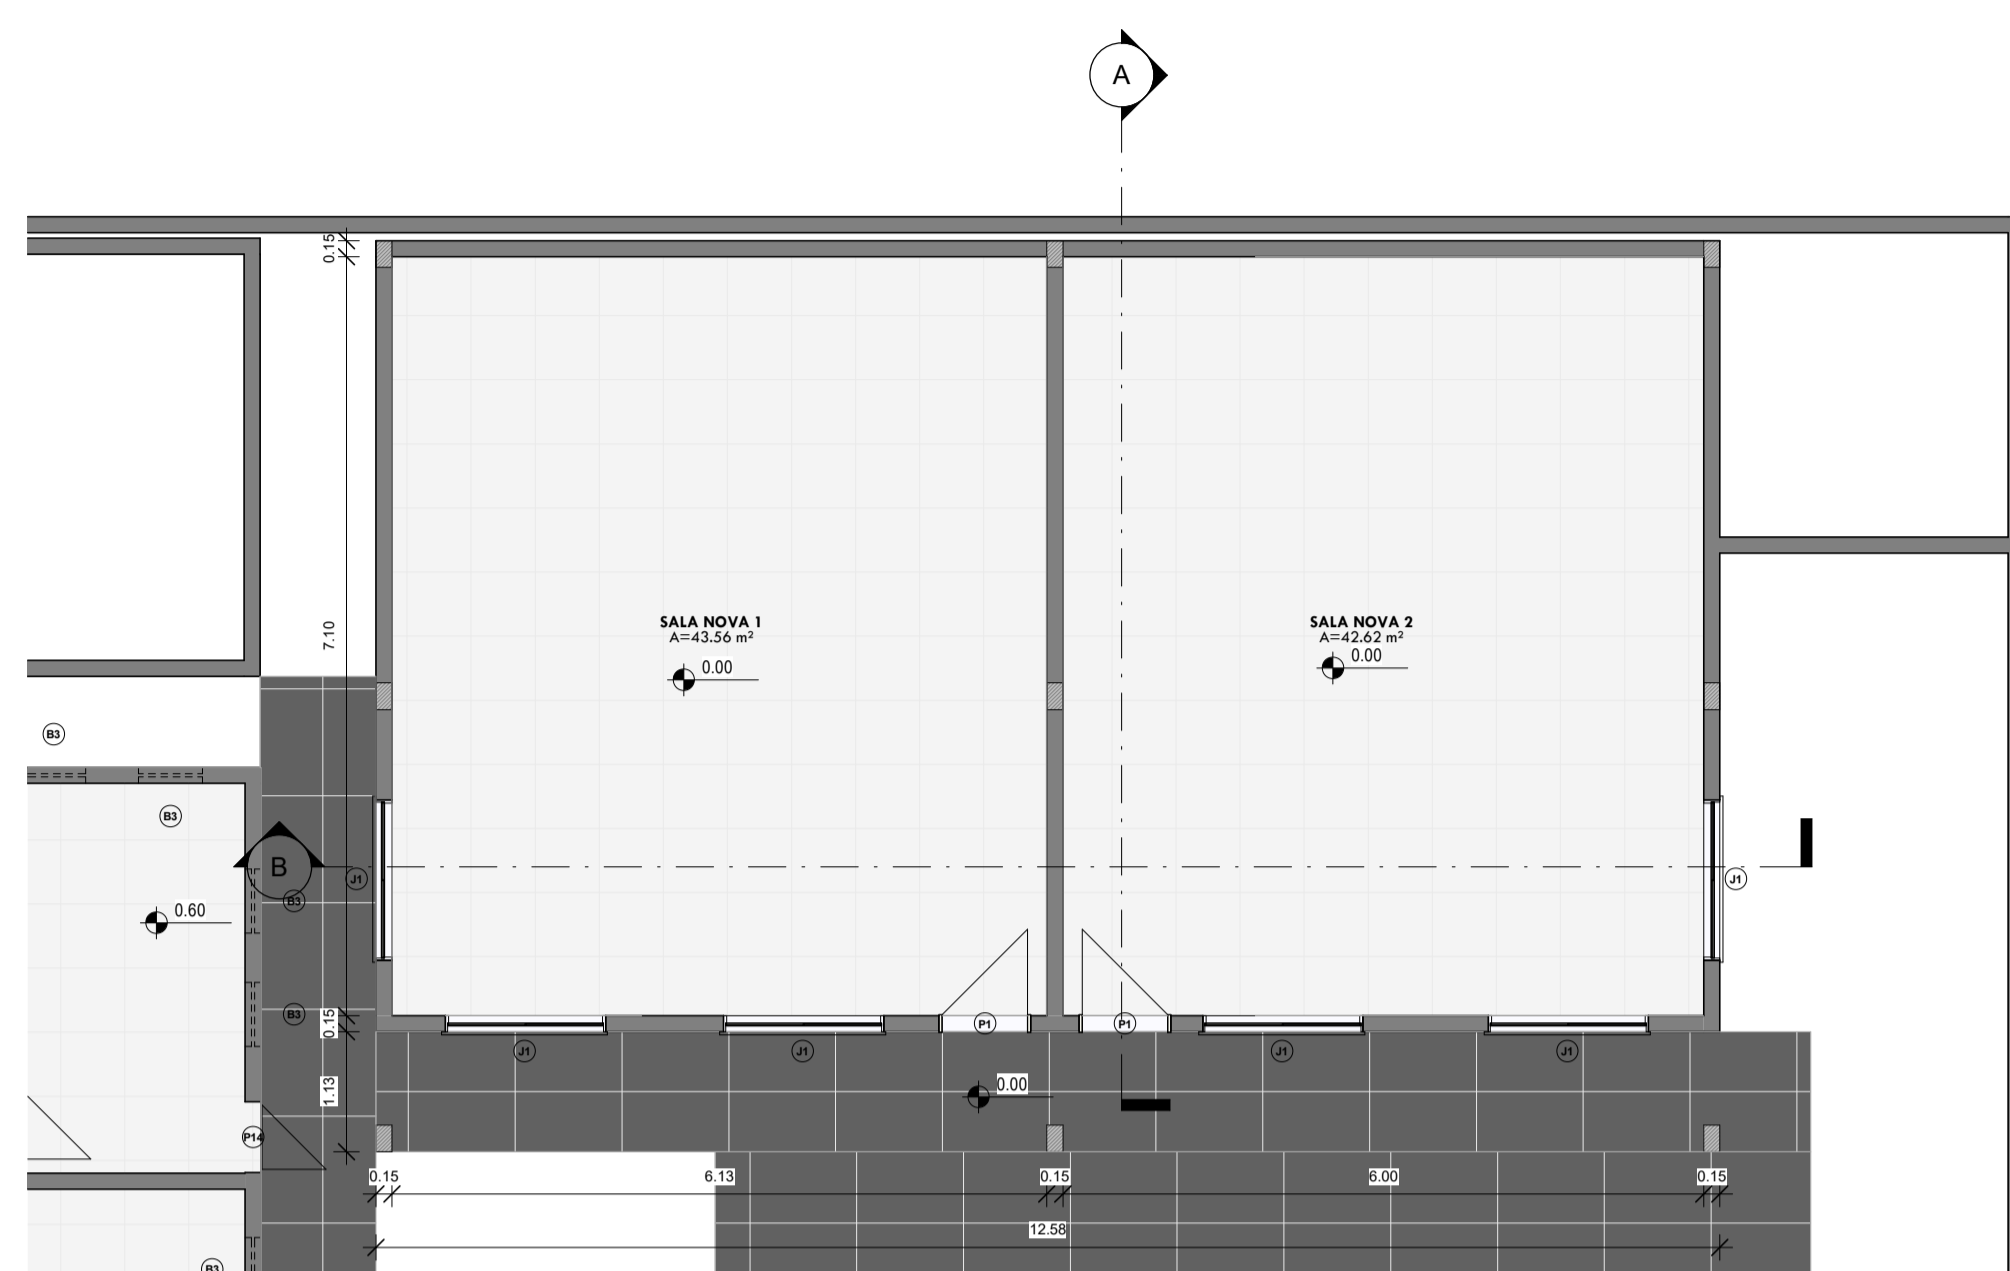 A
0.15
7.10
SALA NOVA 1
A=43.56 m²
0.00
SALA NOVA 2
A=42.62 m²
0.00
B3
B3
B
J1
J1
B3
0.60
B3
0.15
P1
P1
J1
J1
J1
J1
1.13
0.00
P14
0.15
6.13
0.15
6.00
0.15
12.58
B3